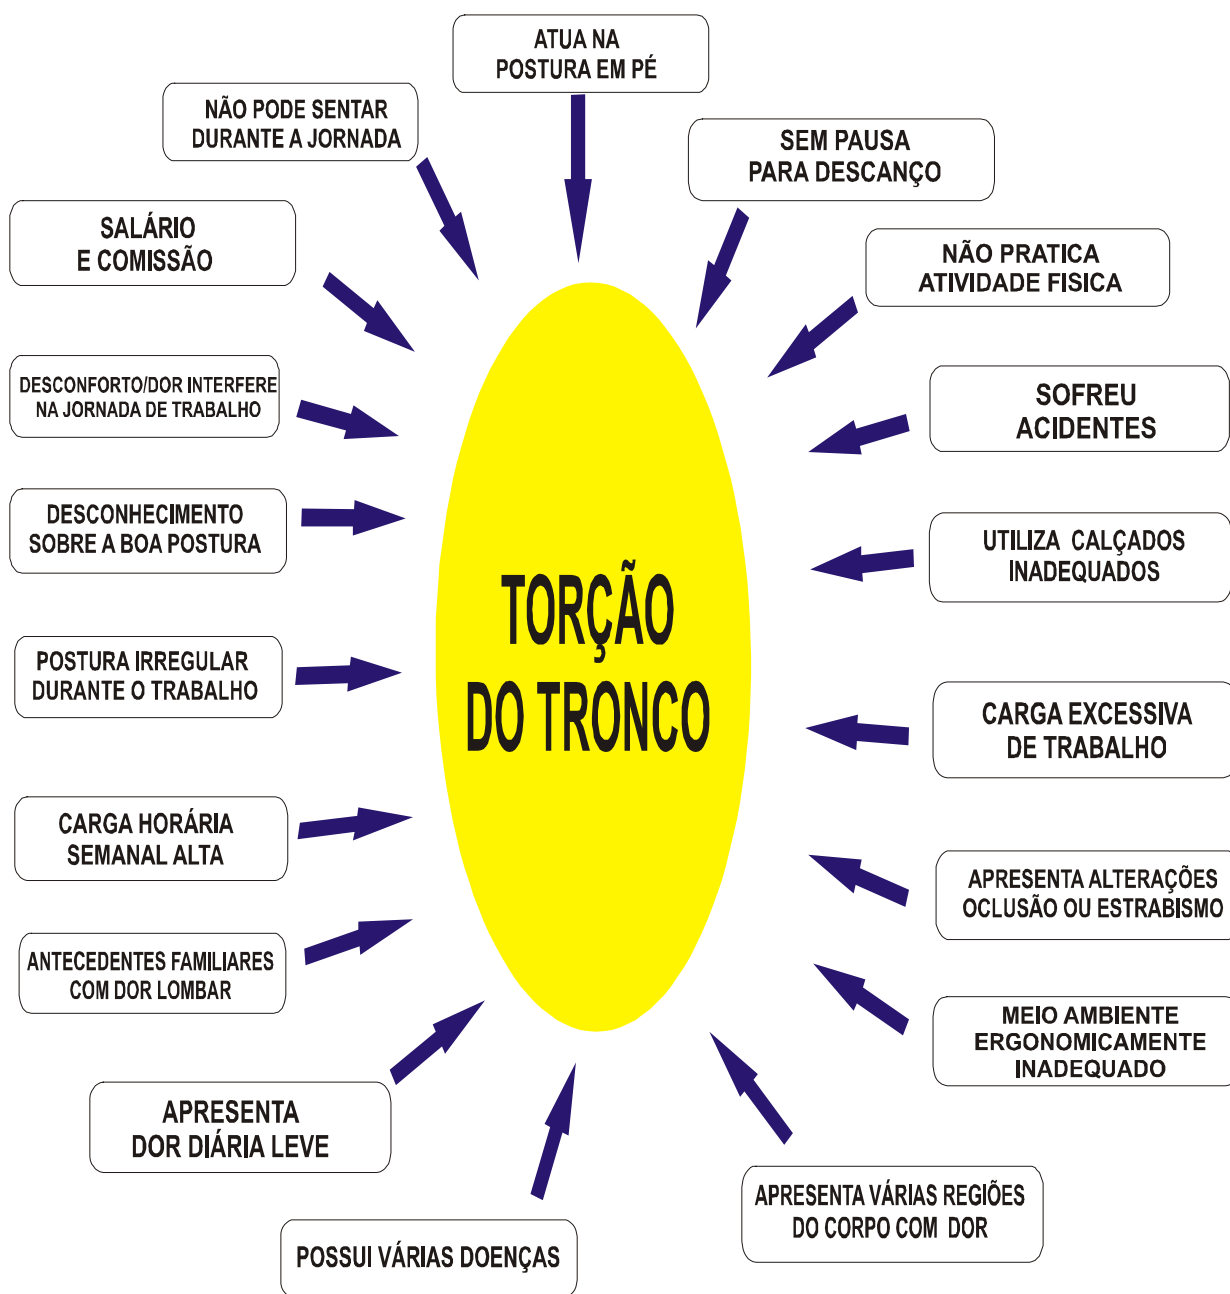 ATUA NA
POSTURA EM PÉ
NÃO PODE SENTAR
DURANTE A JORNADA
SEM PAUSA
PARA DESCANÇO
SALÁRIO
E COMISSÃO
NÃO PRATICA
ATIVIDADE FISICA
DESCONFORTO/DOR INTERFERE
NA JORNADA DE TRABALHO
SOFREU
ACIDENTES
DESCONHECIMENTO
SOBRE A BOA POSTURA
UTILIZA CALÇADOS
INADEQUADOS
TORÇÃO
DO TRONCO
POSTURA IRREGULAR
DURANTE O TRABALHO
CARGA EXCESSIVA
DE TRABALHO
CARGA HORÁRIA
SEMANAL ALTA
APRESENTA ALTERAÇÕES
OCLUSÃO OU ESTRABISMO
ANTECEDENTES FAMILIARES
COM DOR LOMBAR
MEIO AMBIENTE
ERGONOMICAMENTE
INADEQUADO
APRESENTA
DOR DIÁRIA LEVE
APRESENTA VÁRIAS REGIÕES
DO CORPO COM DOR
POSSUI VÁRIAS DOENÇAS